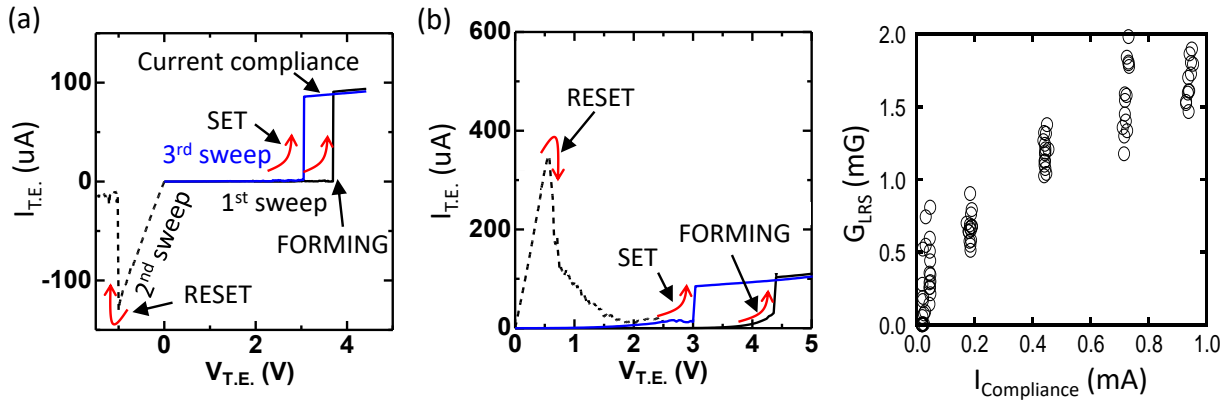 (a)
Current compliance
100
SET
3rd sweep
0
1st sweep
FORMING
2nd sweep
-100
RESET
I_T.E. (uA)
0 2 4
V_T.E. (V)
(b)
600
RESET
400
I_T.E. (uA)
FORMING
200
SET
0
0 1 2 3 4 5
V_T.E. (V)
2.0
1.5
G_LRS (mG)
1.0
0.5
0.0
0.0 0.2 0.4 0.6 0.8 1.0
I_Compliance (mA)